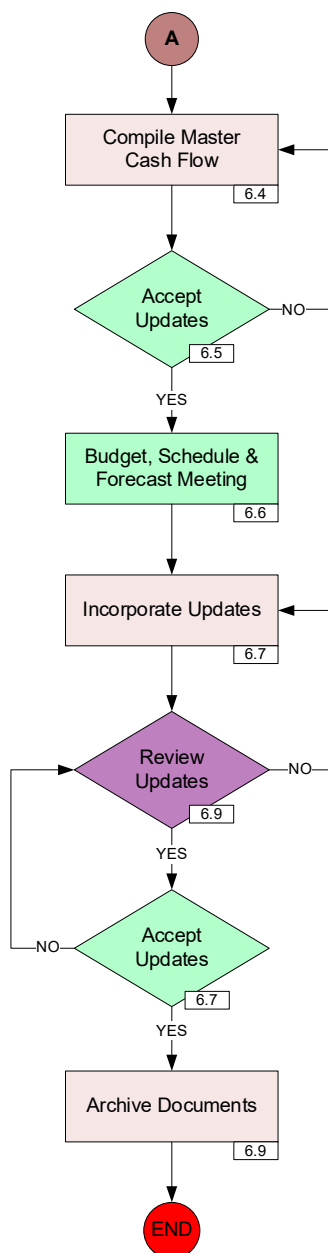 A
Compile Master
Cash Flow
6.4
Accept
Updates
6.5
NO
YES
Budget, Schedule &
Forecast Meeting
6.6
Incorporate Updates
6.7
Review
Updates
6.9
NO
YES
Accept
Updates
6.7
NO
YES
Archive Documents
6.9
END